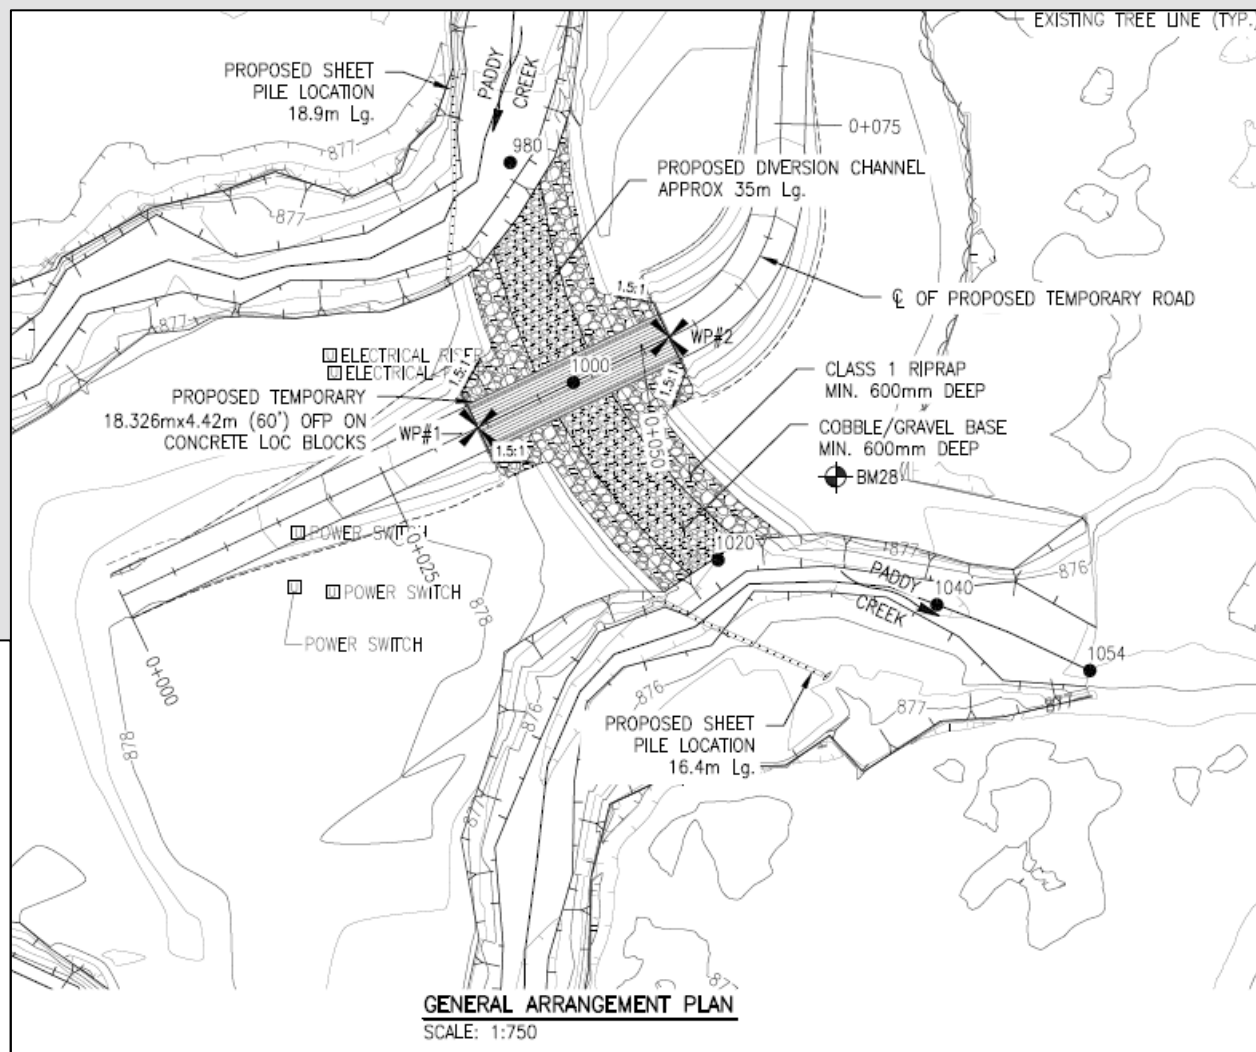 EXISTING TREE LINE (TYP.)
PROPOSED SHEET
PILE LOCATION
18.9m Lg.
PADDY
CREEK
877
980
0+075
PROPOSED DIVERSION CHANNEL
APPROX 35m Lg.
877
1.5:1
℄ OF PROPOSED TEMPORARY ROAD
877
WP#2
ELECTRICAL RISER
ELECTRICAL
1.5:1
1000
1.5:1
CLASS 1 RIPRAP
MIN. 600mm DEEP
PROPOSED TEMPORARY
18.326mx4.42m (60') OFP ON
CONCRETE LOC BLOCKS
WP#1
1.5:1
0+050
COBBLE/GRAVEL BASE
MIN. 600mm DEEP
BM28
POWER SWITCH
0+025
1020
877
876
POWER SWITCH
878
PADDY
CREEK
1040
POWER SWITCH
1054
0+000
876
877
877
876
878
PROPOSED SHEET
PILE LOCATION
16.4m Lg.
877
877
GENERAL ARRANGEMENT PLAN
SCALE: 1:750